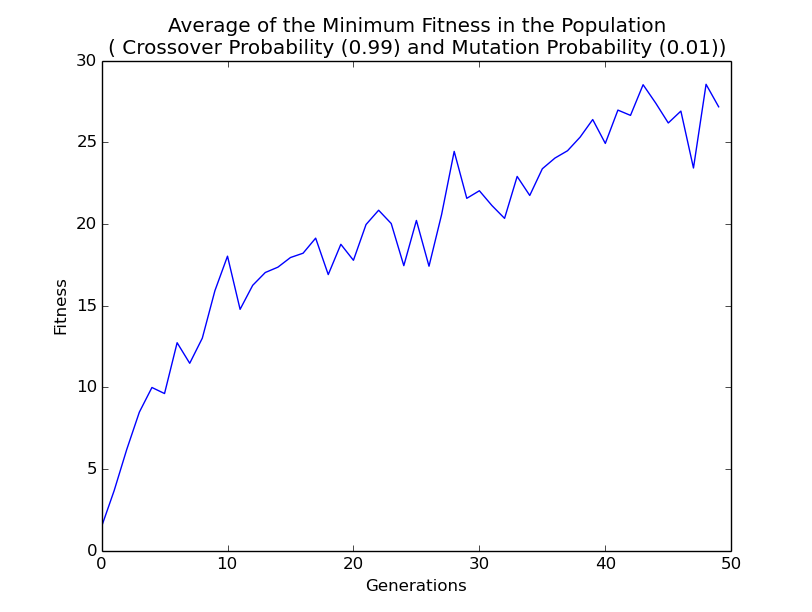 Average of the Minimum Fitness in the Population
( Crossover Probability (0.99) and Mutation Probability (0.01))
30
25
20
15
10
5
0
Fitness
0 10 20 30 40 50
Generations